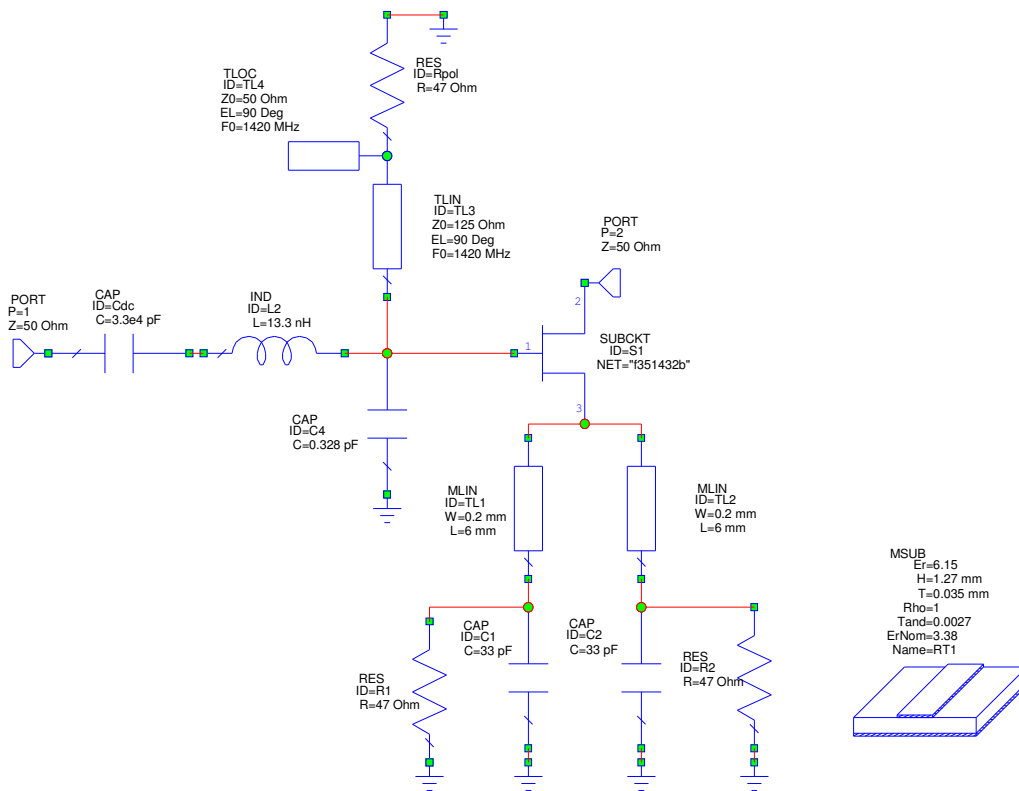 RES
ID=Rpol
R=47 Ohm
TLOC
ID=TL4
Z0=50 Ohm
EL=90 Deg
F0=1420 MHz
TLIN
ID=TL3
Z0=125 Ohm
EL=90 Deg
F0=1420 MHz
PORT
P=2
Z=50 Ohm
PORT
P=1
Z=50 Ohm
CAP
ID=Cdc
C=3.3e4 pF
IND
ID=L2
L=13.3 nH
2
1
3
SUBCKT
ID=S1
NET="f351432b"
CAP
ID=C4
C=0.328 pF
MLIN
ID=TL1
W=0.2 mm
L=6 mm
MLIN
ID=TL2
W=0.2 mm
L=6 mm
MSUB
Er=6.15
H=1.27 mm
T=0.035 mm
Rho=1
Tand=0.0027
ErNom=3.38
Name=RT1
CAP
ID=C1
C=33 pF
CAP
ID=C2
C=33 pF
RES
ID=R1
R=47 Ohm
RES
ID=R2
R=47 Ohm